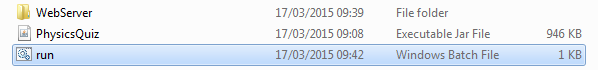 WebServer 17/03/2015 09:39 File folder
PhysicsQuiz 17/03/2015 09:08 Executable Jar File 946 KB
run 17/03/2015 09:42 Windows Batch File 1 KB